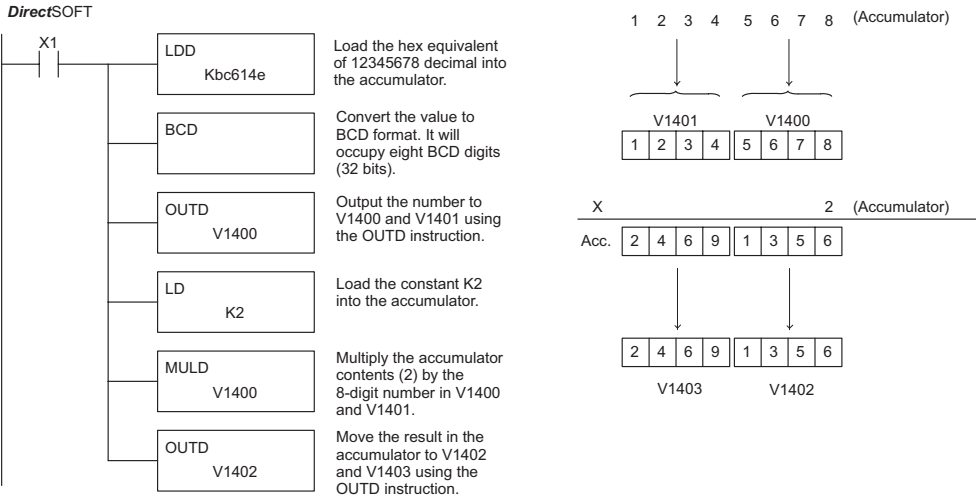 DirectSOFT
X1
LDD
Kbc614e
Load the hex equivalent
of 12345678 decimal into
the accumulator.
BCD
Convert the value to
BCD format. It will
occupy eight BCD digits
(32 bits).
OUTD
V1400
Output the number to
V1400 and V1401 using
the OUTD instruction.
LD
K2
Load the constant K2
into the accumulator.
MULD
V1400
Multiply the accumulator
contents (2) by the
8-digit number in V1400
and V1401.
OUTD
V1402
Move the result in the
accumulator to V1402
and V1403 using the
OUTD instruction.
1 2 3 4 5 6 7 8 (Accumulator)
V1401 V1400
1 2 3 4 5 6 7 8
X 2 (Accumulator)
Acc. 2 4 6 9 1 3 5 6
2 4 6 9 1 3 5 6
V1403 V1402